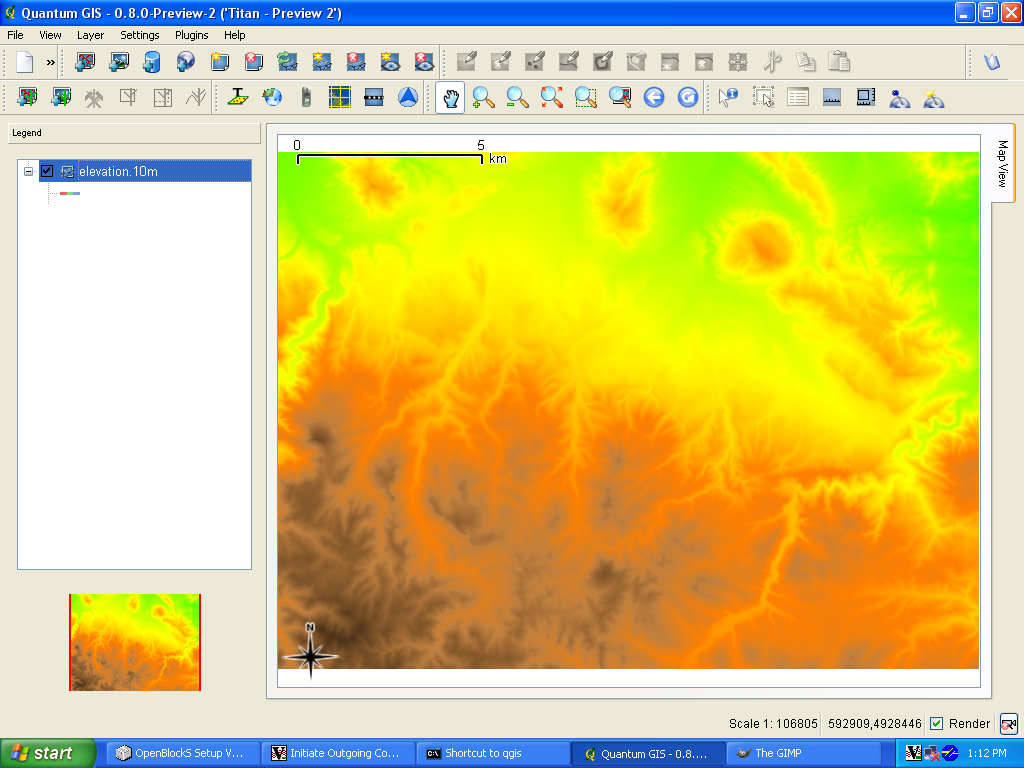 Quantum GIS - 0.8.0-Preview-2 ('Titan - Preview 2')
File View Layer Settings Plugins Help
»
Legend
elevation.10m
0 5
km
Map View
N
Scale 1: 106805 592909,4928446 Render
start OpenBlockS Setup V... Initiate Outgoing Co... Shortcut to qgis Quantum GIS - 0.8.... The GIMP 1:12 PM